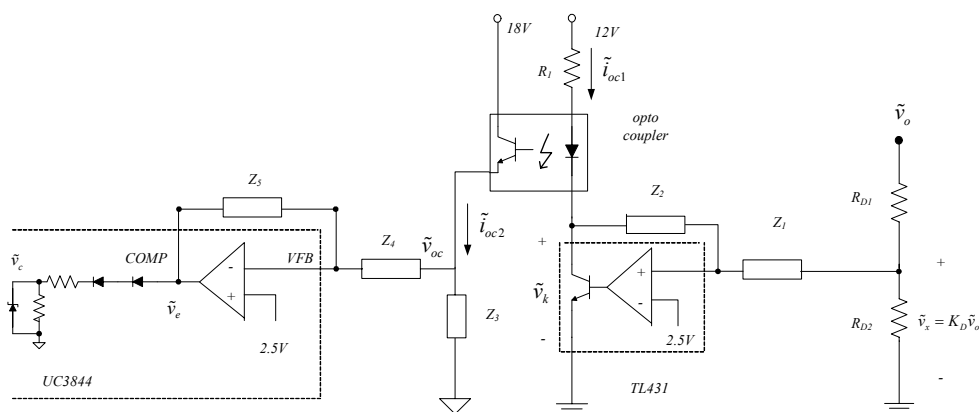 18V
12V
R1
ĩoc1
opto
coupler
ṽo
Z5
Z2
RD1
Z1
ĩoc2
Z4
ṽoc
ṽc
COMP
VFB
-
+
ṽe
2.5V
Z3
+
ṽk
-
+
-
2.5V
+
RD2
ṽx = KDṽo
-
UC3844
TL431